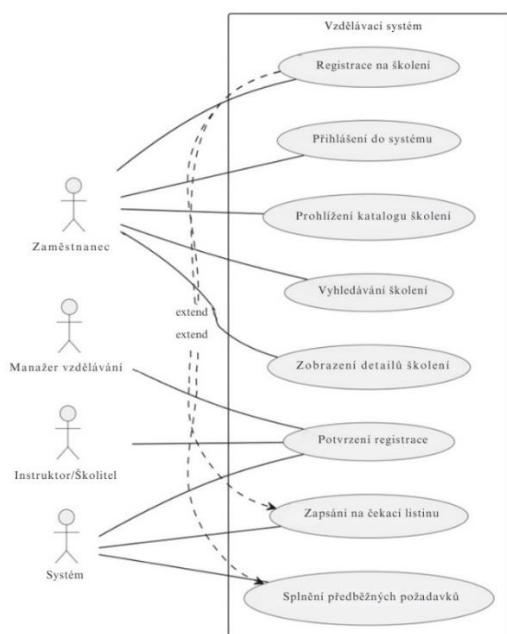 Vzdělávací systém
Registrace na školení
Přihlášení do systému
Prohlížení katalogu školení
Zaměstnanec
Vyhledávání školení
extend
extend
Zobrazení detailů školení
Manažer vzdělávání
Potvrzení registrace
Instruktor/Školitel
Zapsání na čekací listinu
Systém
Splnění předběžných požadavků